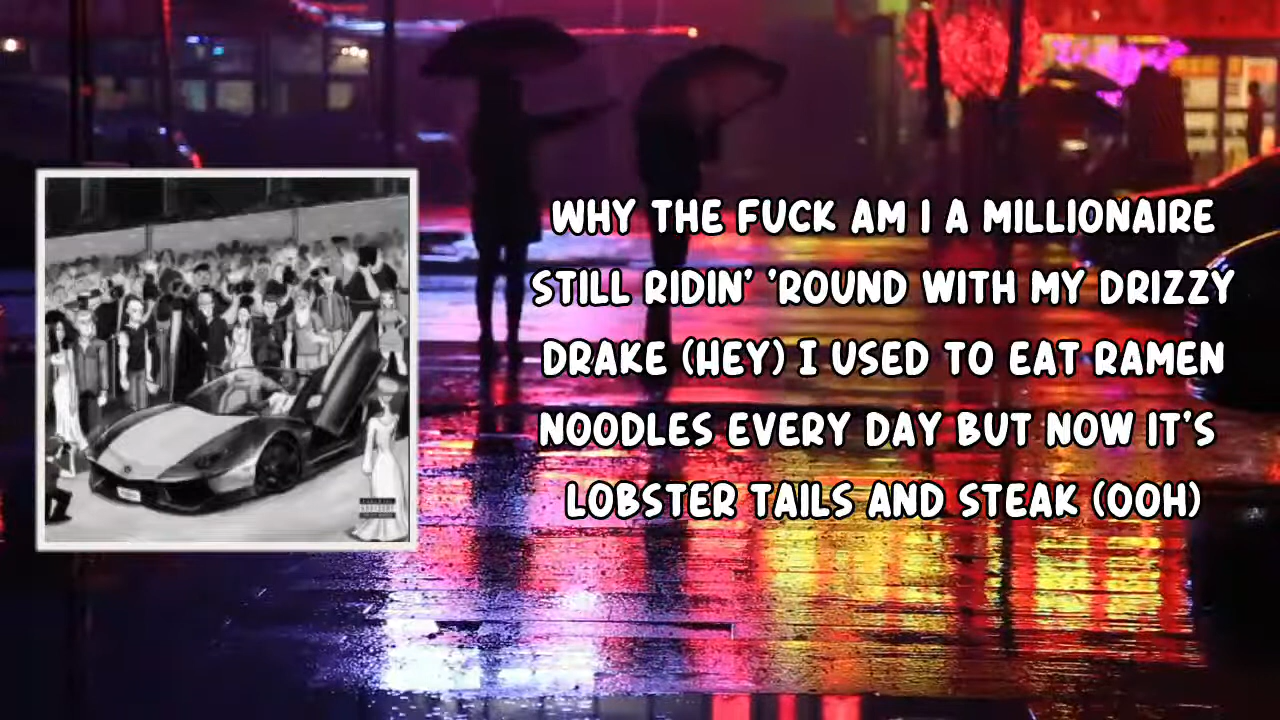 WHY THE FUCK AM I A MILLIONAIRE
STILL RIDIN' 'ROUND WITH MY DRIZZY
DRAKE (HEY) I USED TO EAT RAMEN
NOODLES EVERY DAY BUT NOW IT'S
LOBSTER TAILS AND STEAK (OOH)